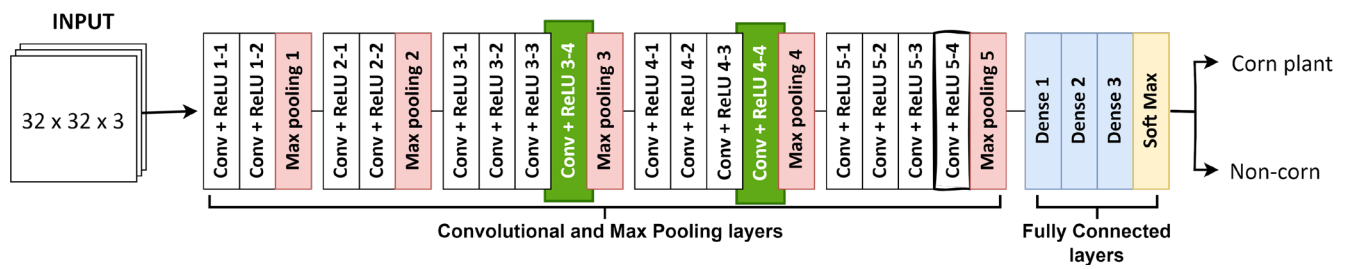 INPUT
32 x 32 x 3
Conv + ReLU 1-1
Conv + ReLU 1-2
Max pooling 1
Conv + ReLU 2-1
Conv + ReLU 2-2
Max pooling 2
Conv + ReLU 3-1
Conv + ReLU 3-2
Conv + ReLU 3-3
Conv + ReLU 3-4
Max pooling 3
Conv + ReLU 4-1
Conv + ReLU 4-2
Conv + ReLU 4-3
Conv + ReLU 4-4
Max pooling 4
Conv + ReLU 5-1
Conv + ReLU 5-2
Conv + ReLU 5-3
Conv + ReLU 5-4
Max pooling 5
Dense 1
Dense 2
Dense 3
Soft Max
Corn plant
Non-corn
Convolutional and Max Pooling layers
Fully Connected
layers